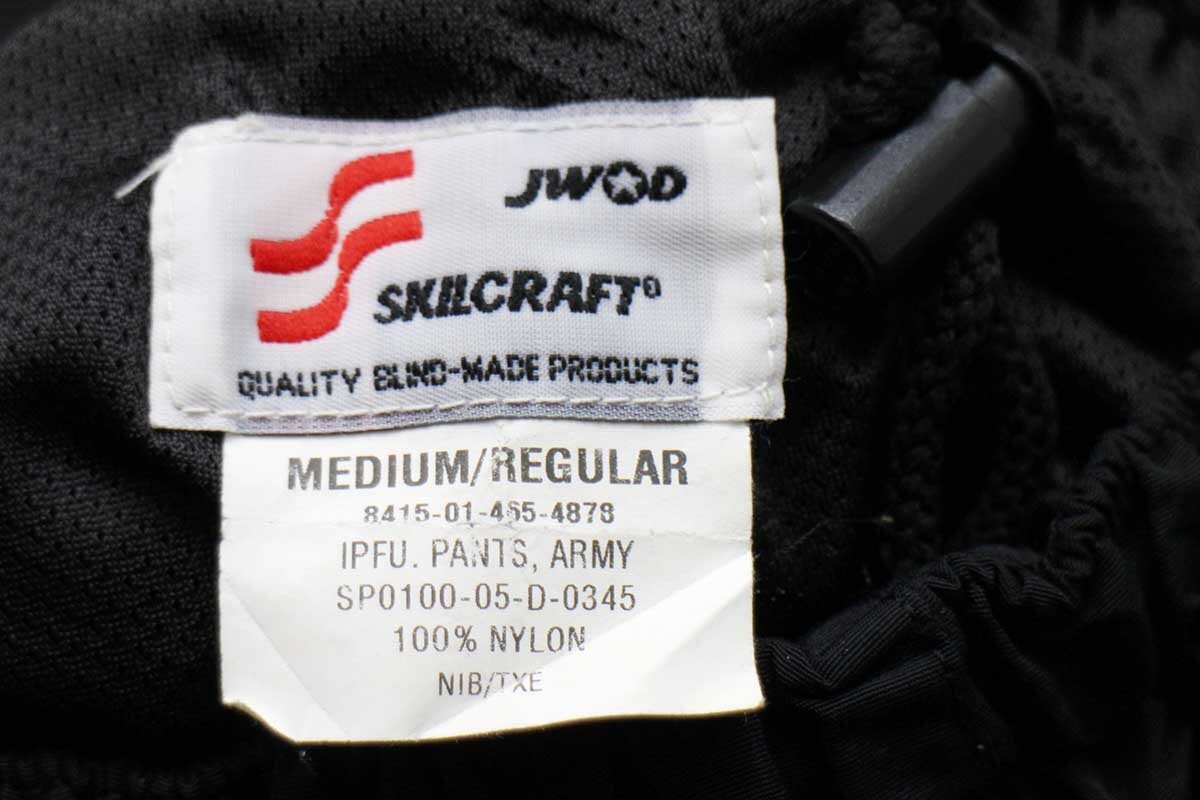 JWOD
SKILCRAFT®
QUALITY BLIND-MADE PRODUCTS
MEDIUM/REGULAR
8415-01-465-4878
IPFU. PANTS, ARMY
SP0100-05-D-0345
100% NYLON
NIB/TXE